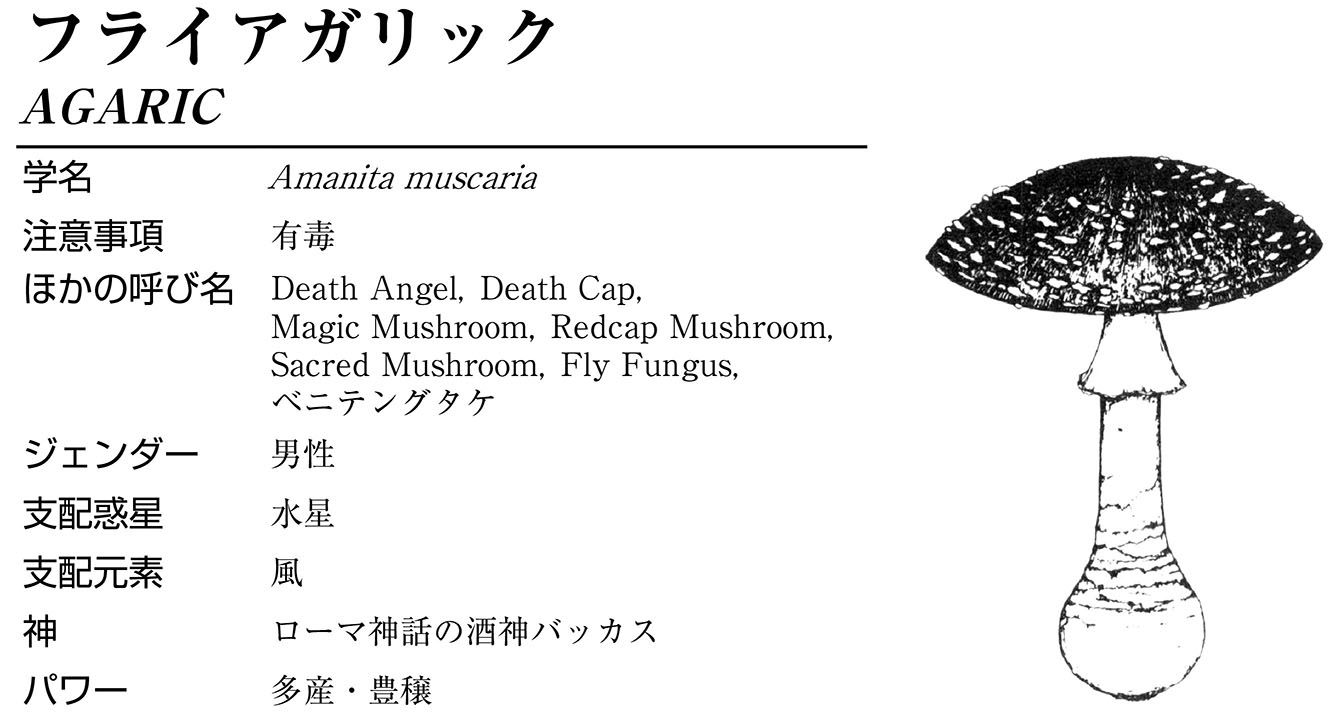 フライアガリック
AGARIC
学名 Amanita muscaria
注意事項 有毒
ほかの呼び名 Death Angel, Death Cap,
Magic Mushroom, Redcap Mushroom,
Sacred Mushroom, Fly Fungus,
ベニテングタケ
ジェンダー 男性
支配惑星 水星
支配元素 風
神 ローマ神話の酒神バッカス
パワー 多産・豊穣